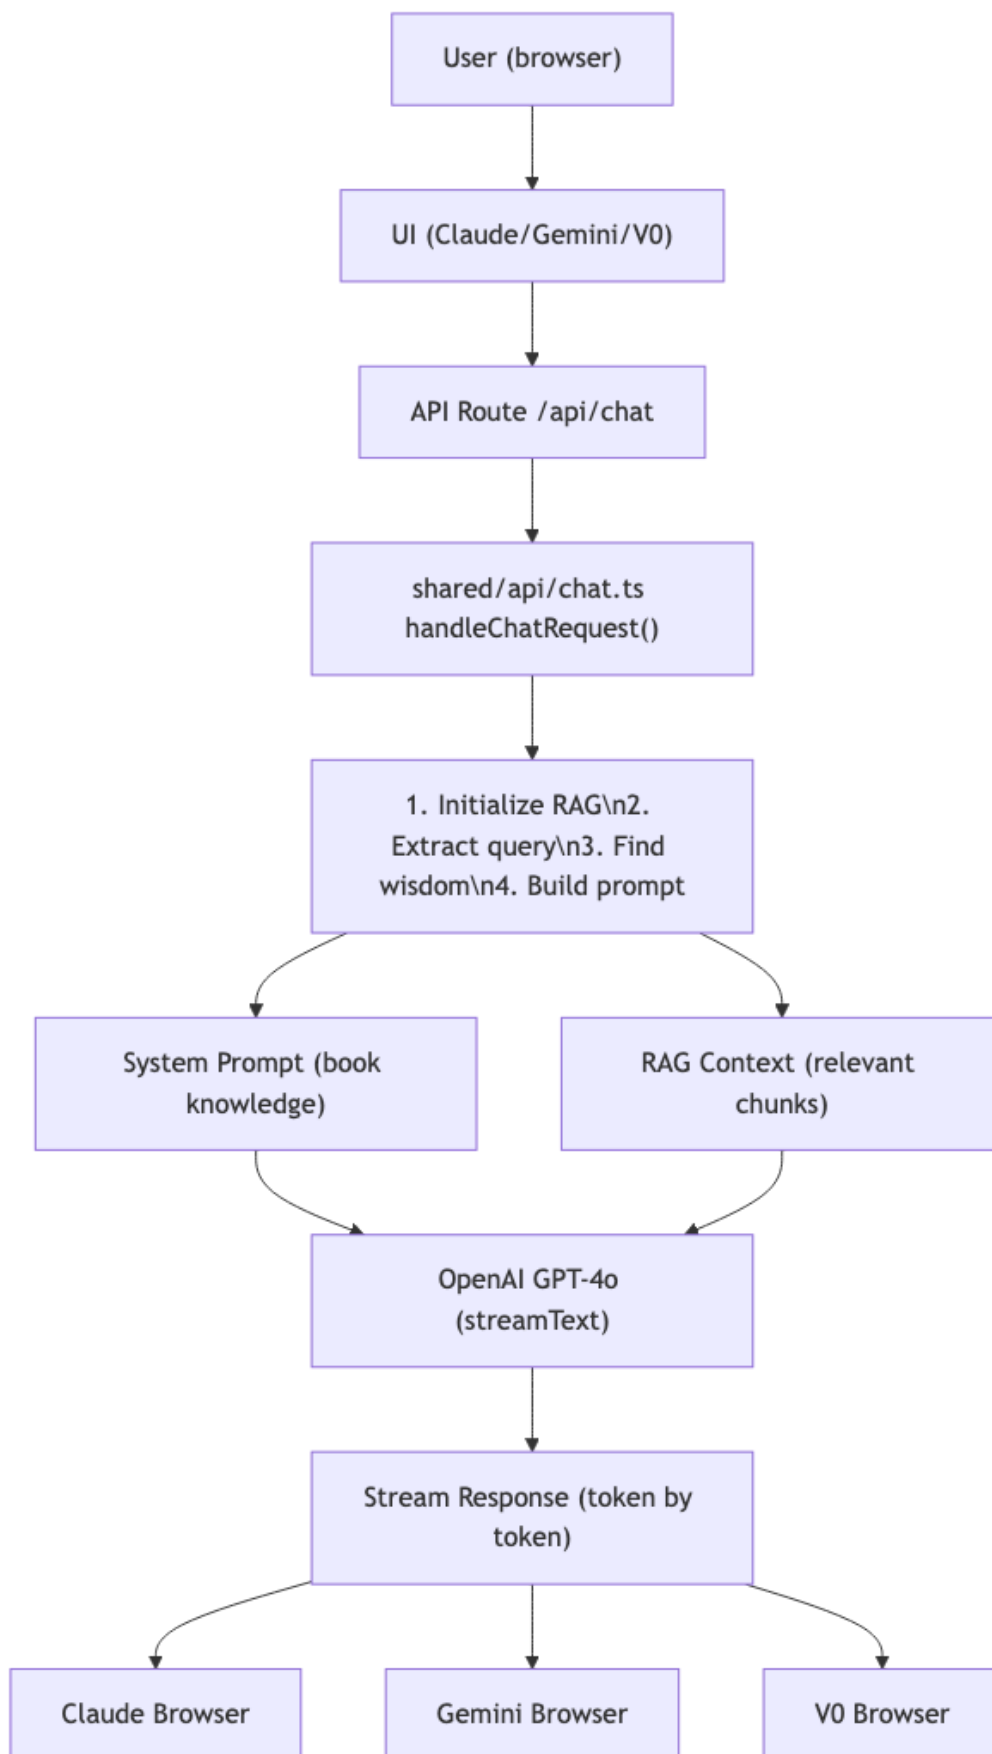 User (browser)
UI (Claude/Gemini/V0)
API Route /api/chat
shared/api/chat.ts
handleChatRequest()
1. Initialize RAG\n2.
Extract query\n3. Find
wisdom\n4. Build prompt
System Prompt (book
knowledge)
RAG Context (relevant
chunks)
OpenAI GPT-4o
(streamText)
Stream Response (token by
token)
Claude Browser
Gemini Browser
V0 Browser